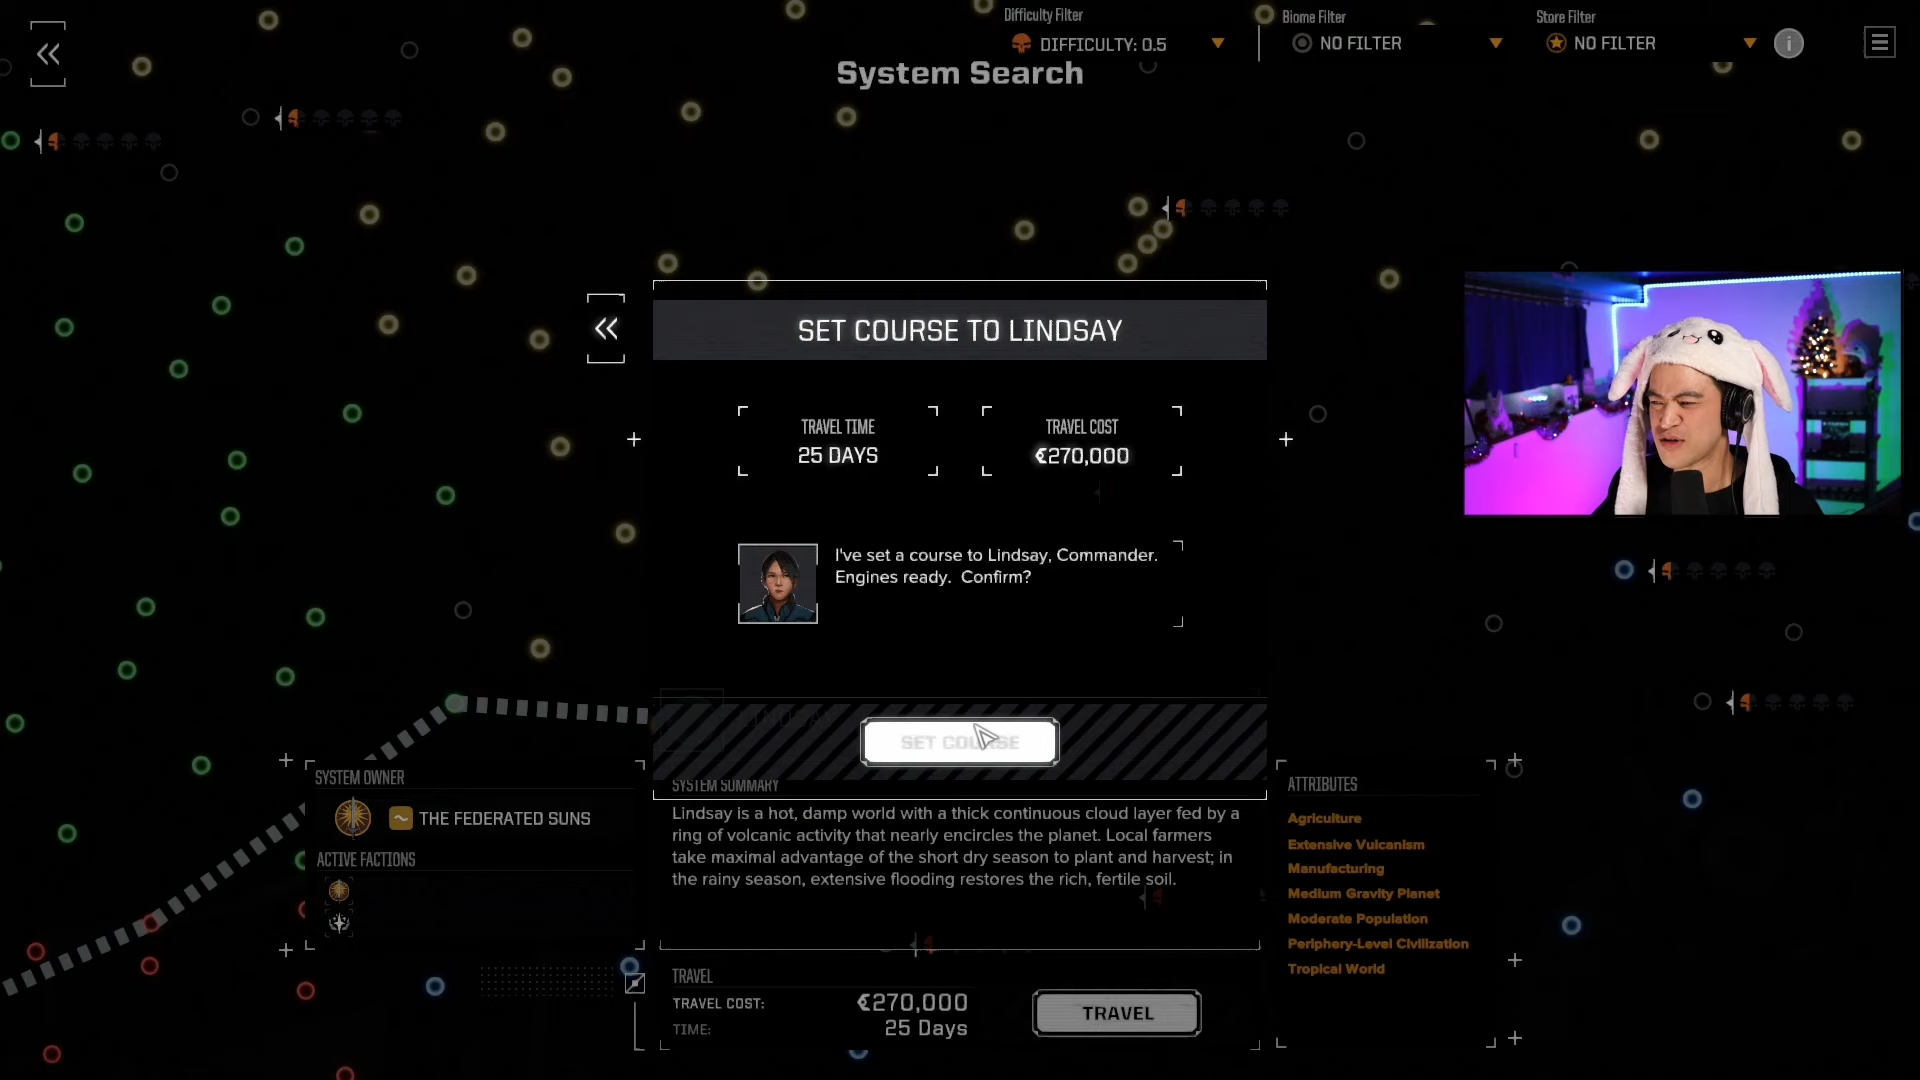 Difficulty Filter
DIFFICULTY: 0.5
Biome Filter
NO FILTER
Store Filter
NO FILTER
System Search
SET COURSE TO LINDSAY
TRAVEL TIME
25 DAYS
TRAVEL COST
€270,000
I've set a course to Lindsay, Commander.
Engines ready. Confirm?
LINDSAY
SET COURSE
SYSTEM OWNER
THE FEDERATED SUNS
ACTIVE FACTIONS
SYSTEM SUMMARY
Lindsay is a hot, damp world with a thick continuous cloud layer fed by a
ring of volcanic activity that nearly encircles the planet. Local farmers
take maximal advantage of the short dry season to plant and harvest; in
the rainy season, extensive flooding restores the rich, fertile soil.
TRAVEL
TRAVEL COST:
€270,000
TIME:
25 Days
TRAVEL
ATTRIBUTES
Agriculture
Extensive Vulcanism
Manufacturing
Medium Gravity Planet
Moderate Population
Periphery-Level Civilization
Tropical World